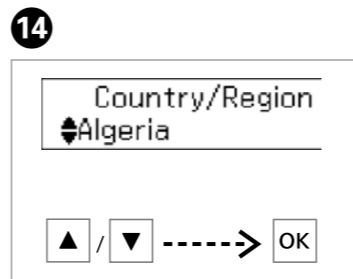 14
Country/Region
♦Algeria
▲ / ▼ -----> OK